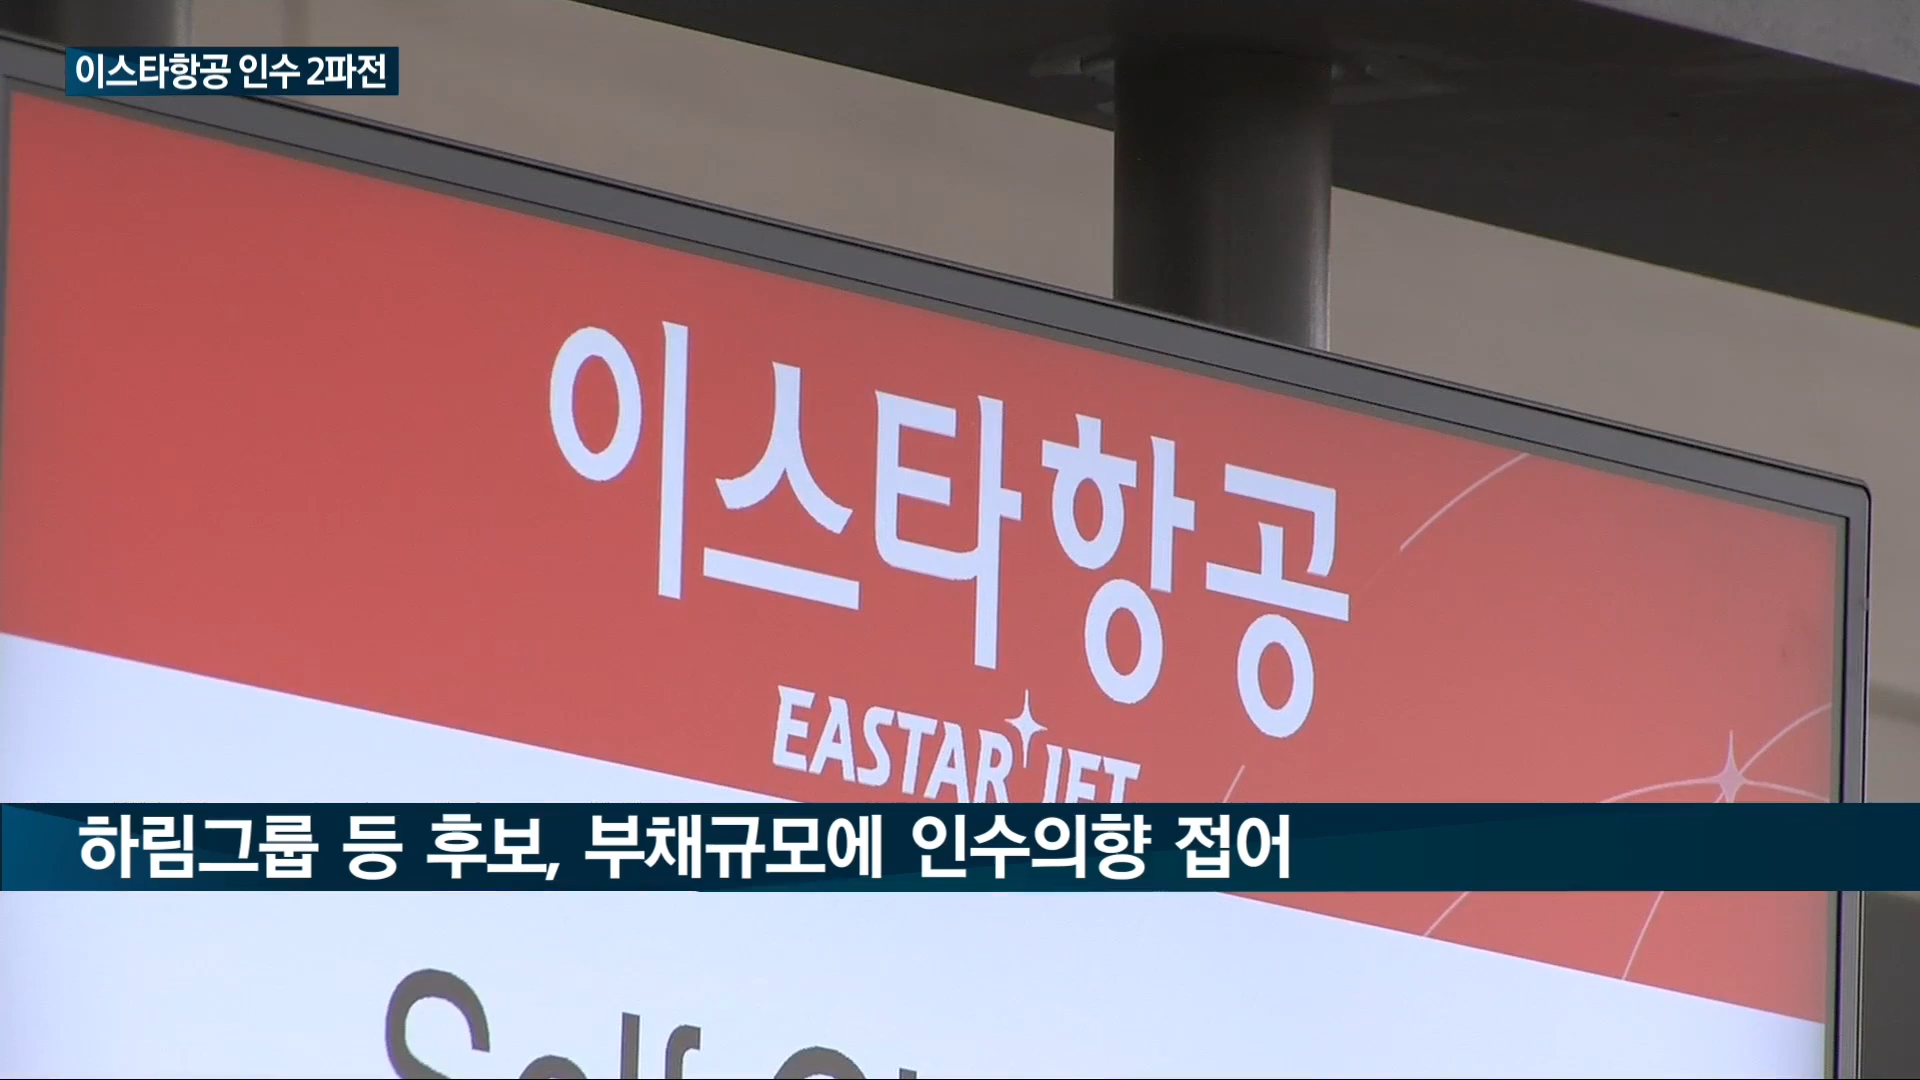 이스타항공 인수 2파전
이스타항공
EASTAR JET
하림그룹 등 후보, 부채규모에 인수의향 접어
Self